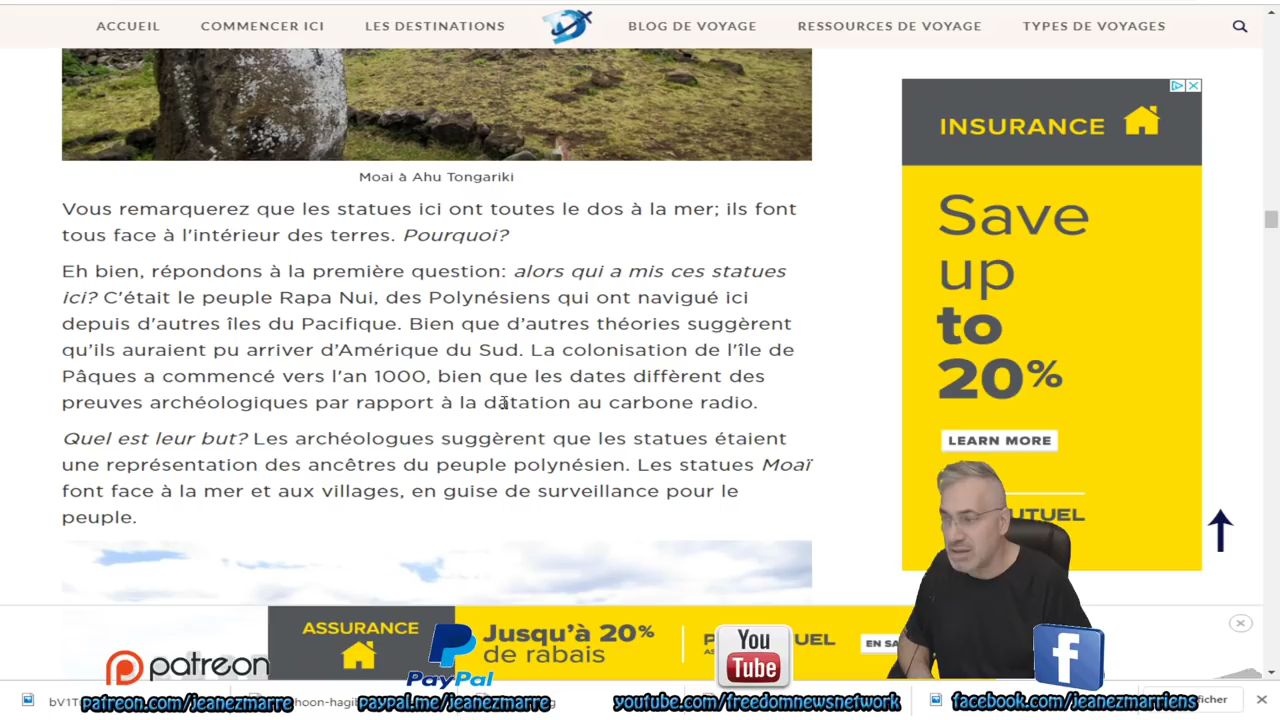 ACCUEIL COMMENCER ICI LES DESTINATIONS BLOG DE VOYAGE RESSOURCES DE VOYAGE TYPES DE VOYAGES
Moai à Ahu Tongariki
Vous remarquerez que les statues ici ont toutes le dos à la mer; ils font
tous face à l'intérieur des terres. Pourquoi?
Eh bien, répondons à la première question: alors qui a mis ces statues
ici? C'était le peuple Rapa Nui, des Polynésiens qui ont navigué ici
depuis d'autres îles du Pacifique. Bien que d'autres théories suggèrent
qu'ils auraient pu arriver d'Amérique du Sud. La colonisation de l'île de
Pâques a commencé vers l'an 1000, bien que les dates diffèrent des
preuves archéologiques par rapport à la datation au carbone radio.
Quel est leur but? Les archéologues suggèrent que les statues étaient
une représentation des ancêtres du peuple polynésien. Les statues Moaï
font face à la mer et aux villages, en guise de surveillance pour le
peuple.
INSURANCE
Save
up
to
20%
LEARN MORE
ASSURANCE
Jusqu'à 20%
de rabais
patreon
PayPal
You
Tube
patreon.com/jeanezmarre
paypal.me/jeanezmarre
youtube.com/freedomnewsnetwork
facebook.com/jeanezmarriens